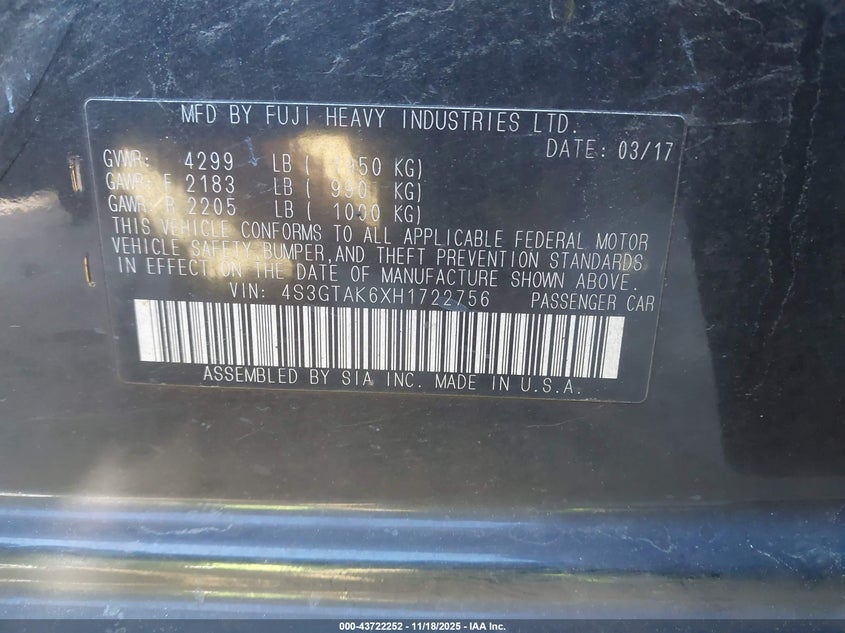 MFD BY FUJI HEAVY INDUSTRIES LTD.
DATE: 03/17
GVWR: 4299 LB ( 1950 KG)
GAWR: F 2183 LB ( 990 KG)
GAWR: R 2205 LB ( 1000 KG)
THIS VEHICLE CONFORMS TO ALL APPLICABLE FEDERAL MOTOR
VEHICLE SAFETY, BUMPER, AND THEFT PREVENTION STANDARDS
IN EFFECT ON THE DATE OF MANUFACTURE SHOWN ABOVE.
VIN: 4S3GTAK6XH1722756 PASSENGER CAR
ASSEMBLED BY SIA INC. MADE IN U.S.A.
000-43722252 - 11/18/2025 - IAA Inc.